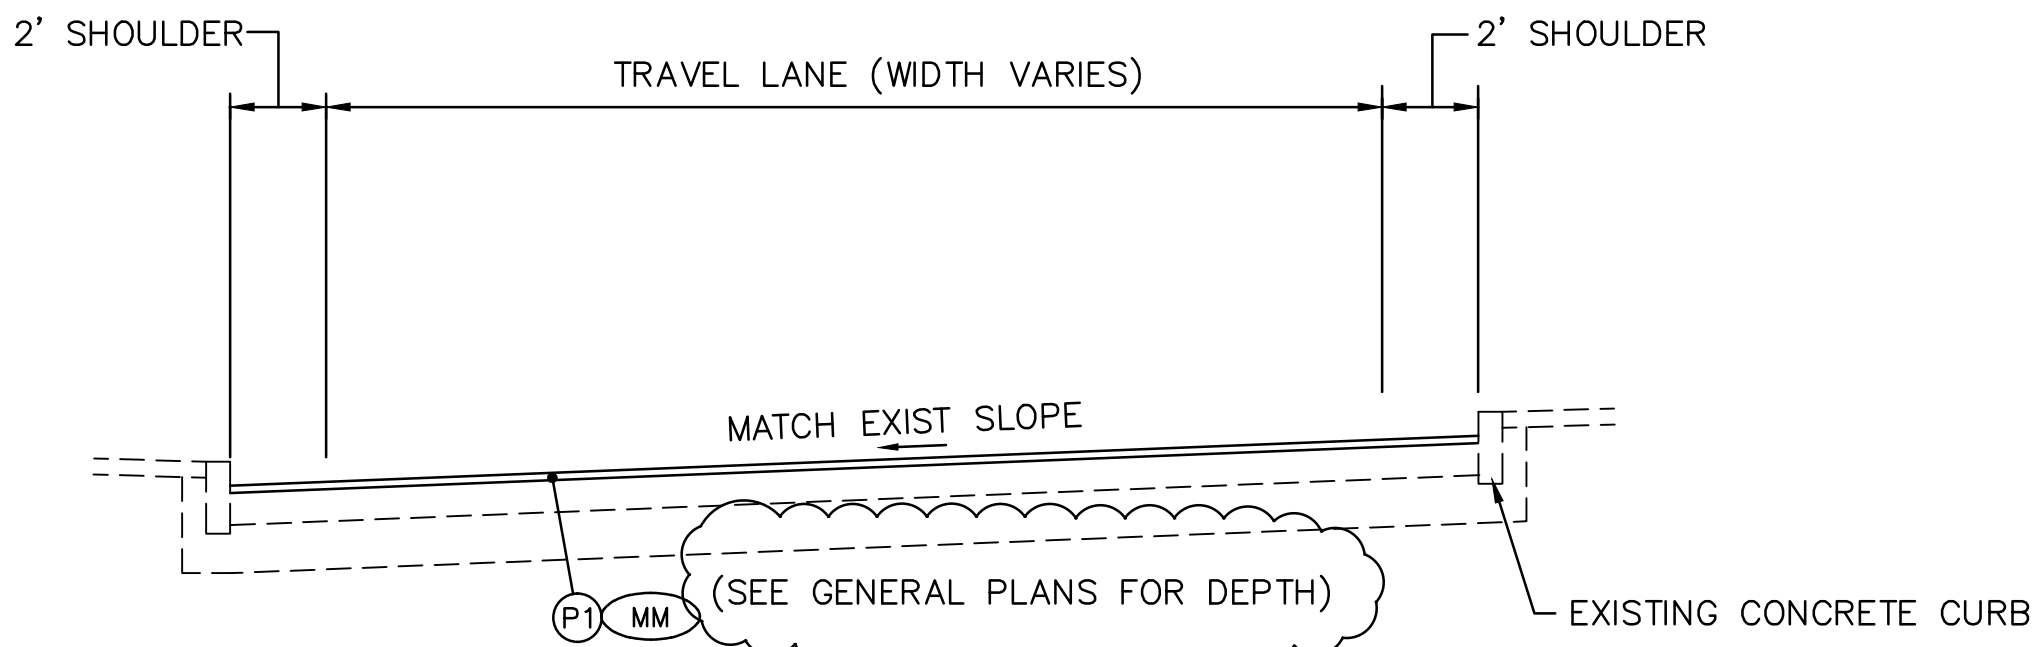 2' SHOULDER
2' SHOULDER
TRAVEL LANE (WIDTH VARIES)
MATCH EXIST SLOPE
(SEE GENERAL PLANS FOR DEPTH)
P1 MM
EXISTING CONCRETE CURB